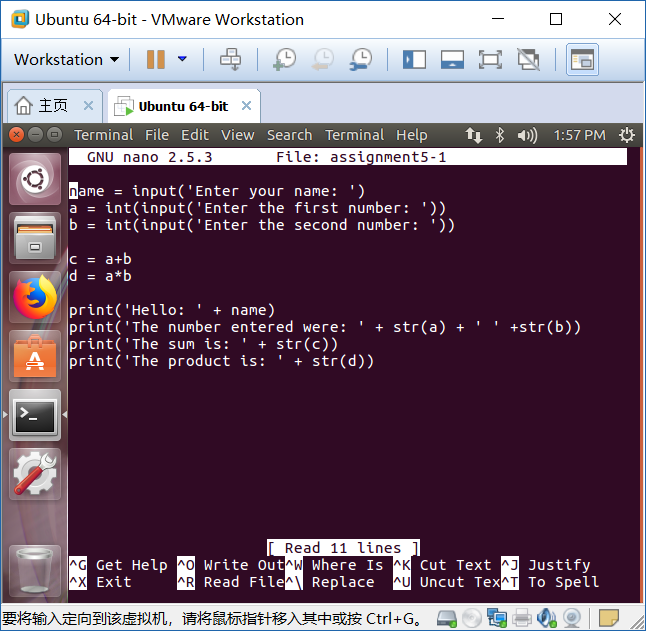 Ubuntu 64-bit - VMware Workstation
Workstation
主页 Ubuntu 64-bit
Terminal File Edit View Search Terminal Help 1:57 PM
GNU nano 2.5.3 File: assignment5-1
name = input('Enter your name: ')
a = int(input('Enter the first number: '))
b = int(input('Enter the second number: '))
c = a+b
d = a*b
print('Hello: ' + name)
print('The number entered were: ' + str(a) + ' ' +str(b))
print('The sum is: ' + str(c))
print('The product is: ' + str(d))
[ Read 11 lines ]
^G Get Help ^O Write Out ^W Where Is ^K Cut Text ^J Justify
^X Exit ^R Read File ^\ Replace ^U Uncut Tex ^T To Spell
要将输入定向到该虚拟机，请将鼠标指针移入其中或按 Ctrl+G。